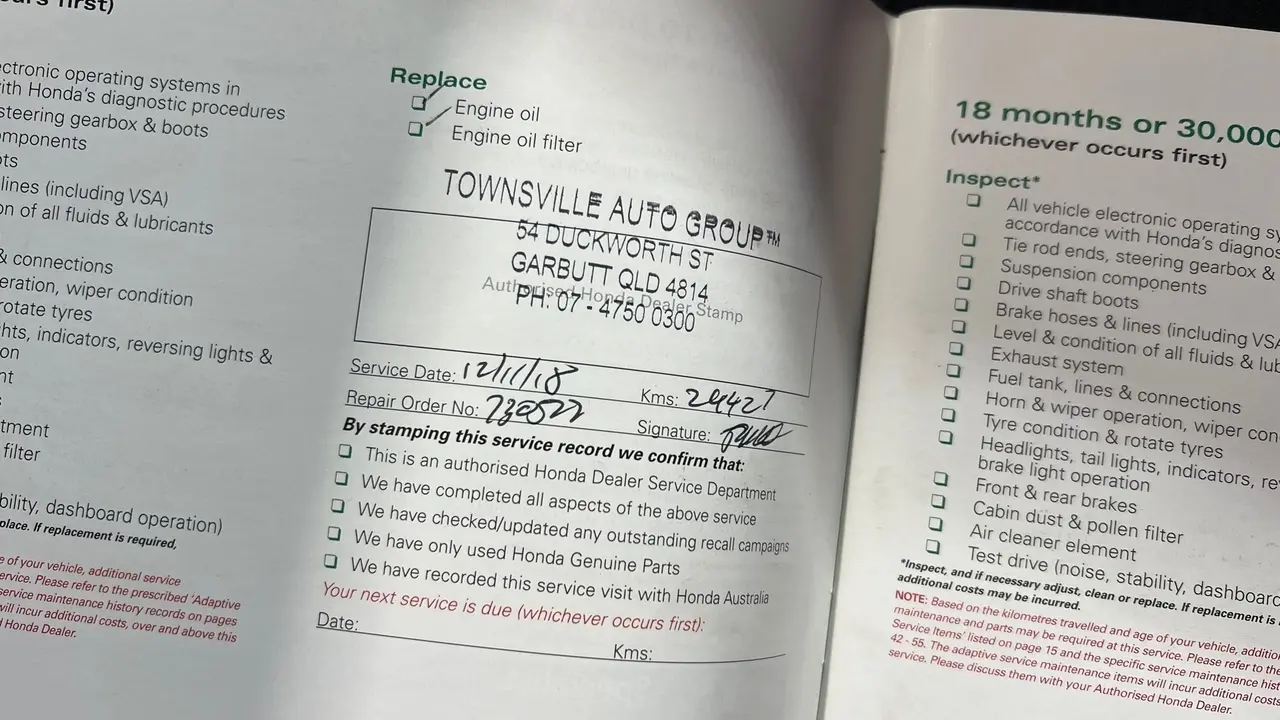 urs first)
ctronic operating systems in
ith Honda's diagnostic procedures
steering gearbox & boots
mponents
ots
lines (including VSA)
on of all fluids & lubricants
& connections
eration, wiper condition
rotate tyres
hts, indicators, reversing lights &
on
nt
tment
filter
bility, dashboard operation)
place. If replacement is required,
e of your vehicle, additional service
ervice. Please refer to the prescribed 'Adaptive
service maintenance history records on pages
will incur additional costs, over and above this
d Honda Dealer.
Replace
Engine oil
Engine oil filter
TOWNSVILLE AUTO GROUP™
54 DUCKWORTH ST
GARBUTT QLD 4814
Authorised Honda Dealer Stamp
PH: 07 - 4750 0300
Service Date: 12/11/18
Kms: 24427
Repair Order No: 730522
Signature:
By stamping this service record we confirm that:
This is an authorised Honda Dealer Service Department
We have completed all aspects of the above service
We have checked/updated any outstanding recall campaigns
We have only used Honda Genuine Parts
We have recorded this service visit with Honda Australia
Your next service is due (whichever occurs first):
Date:
Kms:
18 months or 30,000
(whichever occurs first)
Inspect*
All vehicle electronic operating sy
accordance with Honda's diagnos
Tie rod ends, steering gearbox &
Suspension components
Drive shaft boots
Brake hoses & lines (including VSA
Level & condition of all fluids & lub
Exhaust system
Fuel tank, lines & connections
Horn & wiper operation, wiper con
Tyre condition & rotate tyres
Headlights, tail lights, indicators, re
brake light operation
Front & rear brakes
Cabin dust & pollen filter
Air cleaner element
Test drive (noise, stability, dashboard
*Inspect, and if necessary adjust, clean or replace. If replacement is
additional costs may be incurred.
NOTE: Based on the kilometres travelled and age of your vehicle, additio
maintenance and parts may be required at this service. Please refer to the
Service Items' listed on page 15 and the specific service maintenance hist
42 - 55. The adaptive service maintenance items will incur additional costs
service. Please discuss them with your Authorised Honda Dealer.